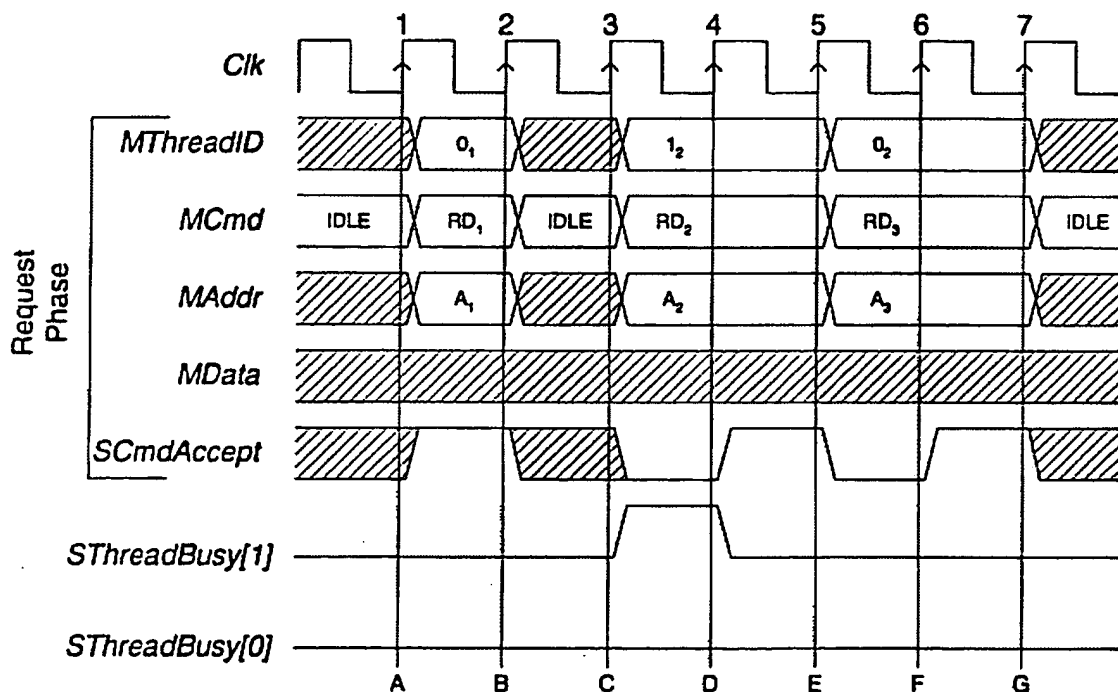 1 2 3 4 5 6 7
Clk
Request Phase
MThreadID 0₁ 1₂ 0₂
MCmd IDLE RD₁ IDLE RD₂ RD₃ IDLE
MAddr A₁ A₂ A₃
MData
SCmdAccept
SThreadBusy[1]
SThreadBusy[0]
A B C D E F G